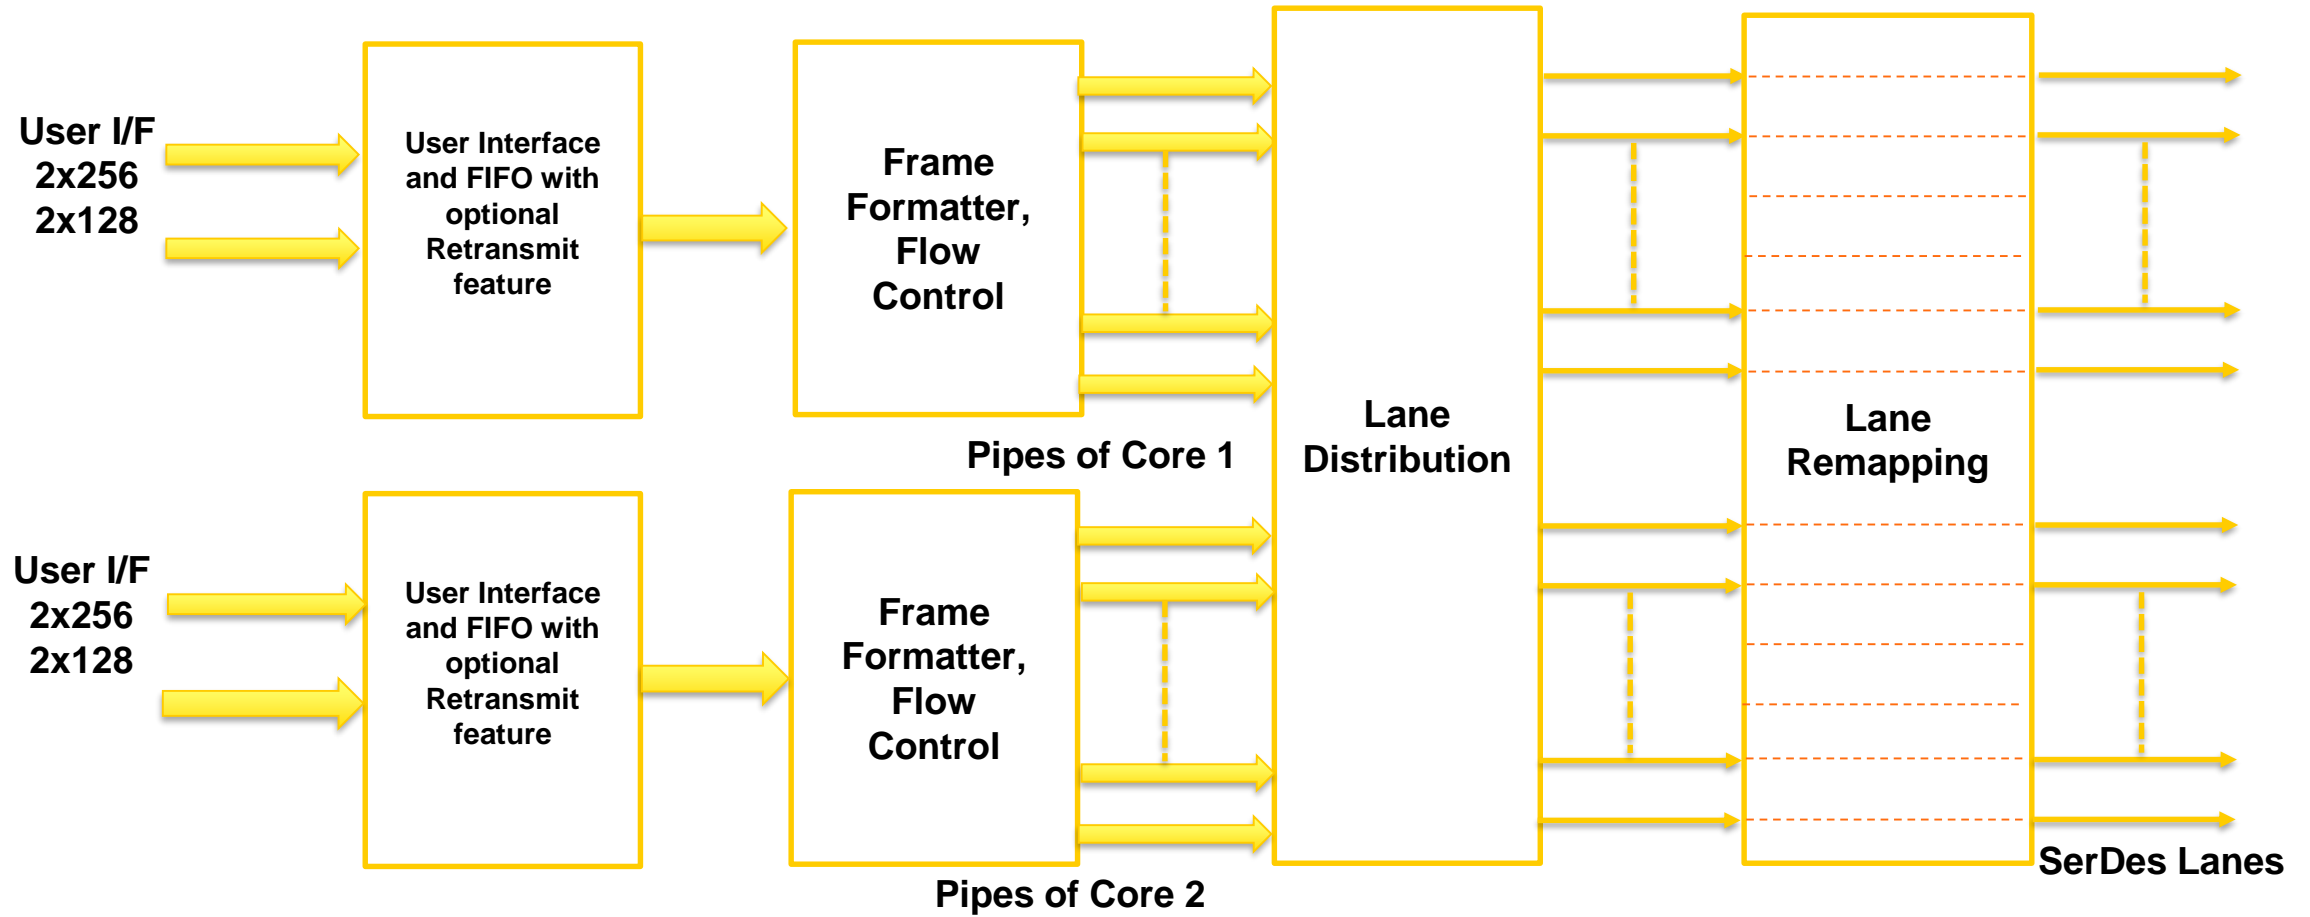 User I/F
2x256
2x128
User Interface
and FIFO with
optional
Retransmit
feature
Frame
Formatter,
Flow
Control
Pipes of Core 1
Lane
Distribution
Lane
Remapping
User I/F
2x256
2x128
User Interface
and FIFO with
optional
Retransmit
feature
Frame
Formatter,
Flow
Control
Pipes of Core 2
SerDes Lanes